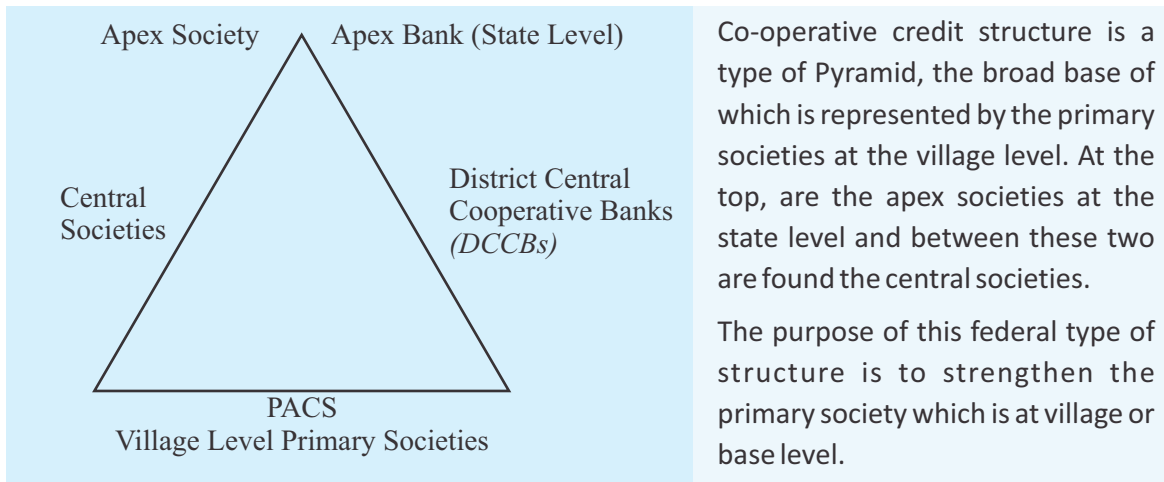 Apex Society
Apex Bank (State Level)
Central
Societies
District Central
Cooperative Banks
(DCCBs)
PACS
Village Level Primary Societies
Co-operative credit structure is a
type of Pyramid, the broad base of
which is represented by the primary
societies at the village level. At the
top, are the apex societies at the
state level and between these two
are found the central societies.
The purpose of this federal type of
structure is to strengthen the
primary society which is at village or
base level.